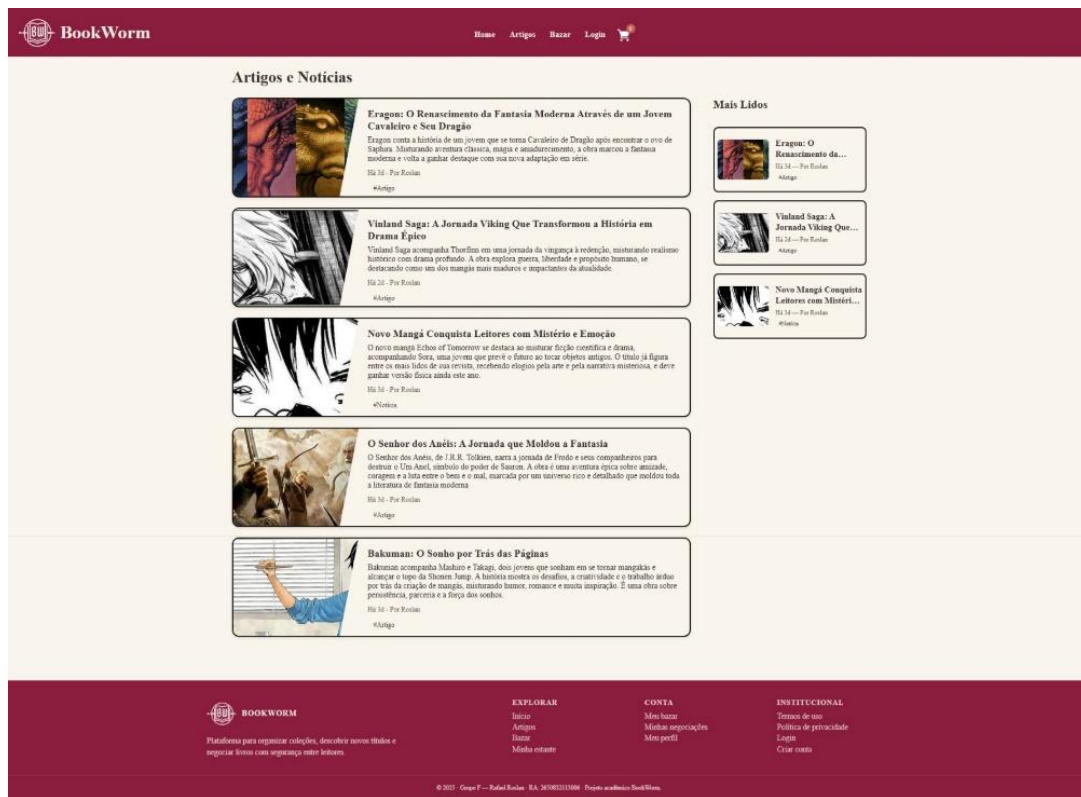 BW BookWorm
Home Artigos Bazar Login
Artigos e Notícias
Eragon: O Renascimento da Fantasia Moderna Através de um Jovem
Cavaleiro e Seu Dragão
Eragon conta a história de um jovem que se torna Cavaleiro de Dragão após encontrar o ovo de
Saphira. Misturando aventura clássica, magia e amadurecimento, a obra marcou a fantasia
moderna e volta a ganhar destaque com sua nova adaptação em série.
Há 3d - Por Roslan
#Artigo
Vinland Saga: A Jornada Viking Que Transformou a História em
Drama Épico
Vinland Saga acompanha Thorfinn em uma jornada da vingança à redenção, misturando realismo
histórico com drama profundo. A obra explora guerra, liberdade e propósito humano, se
destacando como um dos mangás mais maduros e impactantes da atualidade.
Há 2d - Por Roslan
#Artigo
Novo Mangá Conquista Leitores com Mistério e Emoção
O novo mangá Echos of Tomorrow se destaca ao misturar ficção científica e drama,
acompanhando Sora, uma jovem que prevê o futuro ao tocar objetos antigos. O título já figura
entre os mais lidos de sua revista, recebendo elogios pela arte e pela narrativa misteriosa, e deve
ganhar versão física ainda este ano.
Há 3d - Por Roslan
#Notícia
O Senhor dos Anéis: A Jornada que Moldou a Fantasia
O Senhor dos Anéis, de J.R.R. Tolkien, narra a jornada de Frodo e seus companheiros para
destruir o Um Anel, símbolo do poder de Sauron. A obra é uma aventura épica sobre amizade,
coragem e a luta entre o bem e o mal, marcada por um universo rico e detalhado que moldou toda
a literatura de fantasia moderna
Há 3d - Por Roslan
#Artigo
Bakuman: O Sonho por Trás das Páginas
Bakuman acompanha Mashiro e Takagi, dois jovens que sonham em se tornar mangakás e
alcançar o topo da Shonen Jump. A história mostra os desafios, a criatividade e o trabalho árduo
por trás da criação de mangás, misturando humor, romance e muita inspiração. É uma obra sobre
persistência, parceria e a força dos sonhos.
Há 3d - Por Roslan
#Artigo
Mais Lidos
Eragon: O
Renascimento da...
Há 3d — Por Roslan
#Artigo
Vinland Saga: A
Jornada Viking Que...
Há 2d — Por Roslan
#Artigo
Novo Mangá Conquista
Leitores com Mistéri...
Há 3d — Por Roslan
#Notícia
BW BOOKWORM
Plataforma para organizar coleções, descobrir novos títulos e
negociar livros com segurança entre leitores.
EXPLORAR
Início
Artigos
Bazar
Minha estante
CONTA
Meu bazar
Minhas negociações
Meu perfil
INSTITUCIONAL
Termos de uso
Política de privacidade
Login
Criar conta
© 2025 · Grupo F — Rafael Roslan · RA: · Projeto acadêmico BookWorm.